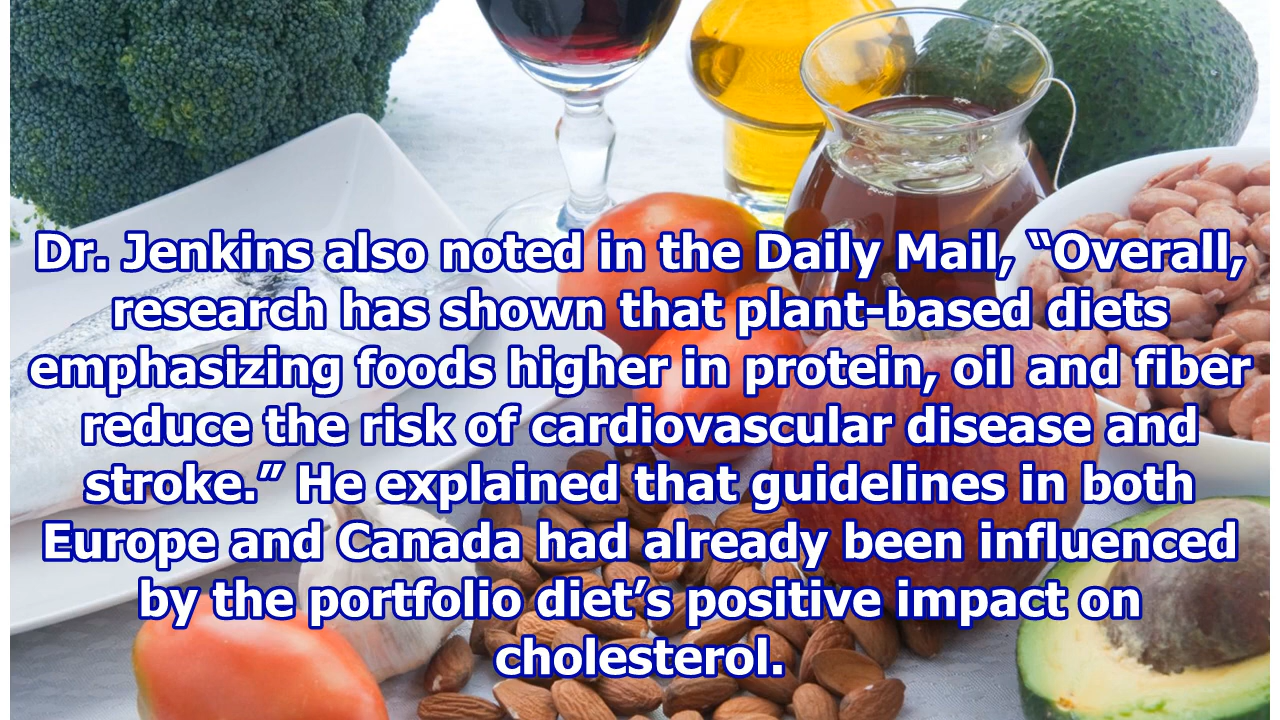 Dr. Jenkins also noted in the Daily Mail, “Overall,
research has shown that plant-based diets
emphasizing foods higher in protein, oil and fiber
reduce the risk of cardiovascular disease and
stroke.” He explained that guidelines in both
Europe and Canada had already been influenced
by the portfolio diet’s positive impact on
cholesterol.